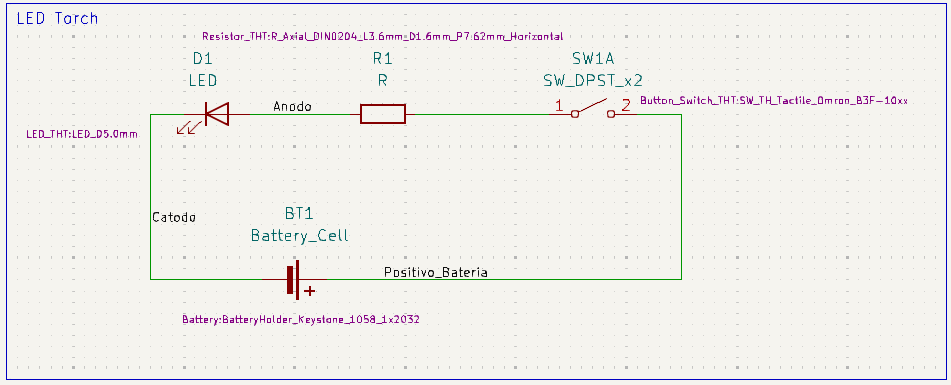 LED Torch
Resistor_THT:R_Axial_DIN0204_L3.6mm_D1.6mm_P7.62mm_Horizontal
D1
LED
R1
R
SW1A
SW_DPST_x2
Anodo
1
2
Button_Switch_THT:SW_TH_Tactile_Omron_B3F-10xx
LED_THT:LED_D5.0mm
Catodo
BT1
Battery_Cell
Positivo_Bateria
+
Battery:BatteryHolder_Keystone_1058_1x2032